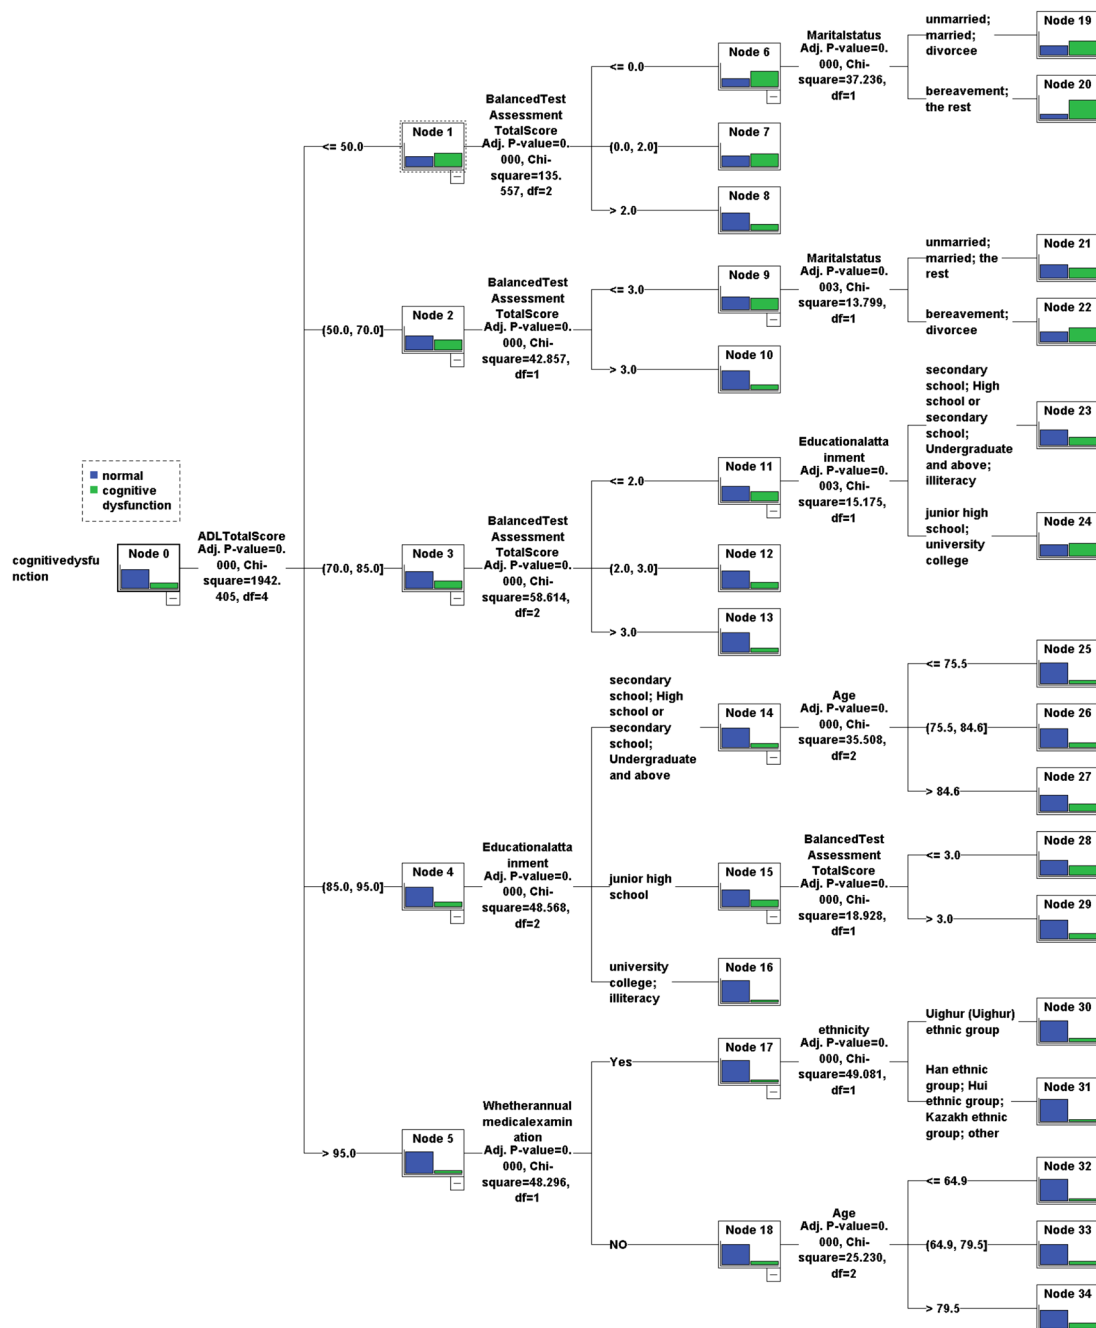 normal
cognitive
dysfunction
cognitivedysfu
nction
Node 0
ADLTotalScore
Adj. P-value=0.
000, Chi-
square=1942.
405, df=4
<= 50.0
Node 1
BalancedTest
Assessment
TotalScore
Adj. P-value=0.
000, Chi-
square=135.
557, df=2
<= 0.0
Node 6
Maritalstatus
Adj. P-value=0.
000, Chi-
square=37.236,
df=1
unmarried;
married;
divorcee
Node 19
bereavement;
the rest
Node 20
(0.0, 2.0]
Node 7
> 2.0
Node 8
(50.0, 70.0]
Node 2
BalancedTest
Assessment
TotalScore
Adj. P-value=0.
000, Chi-
square=42.857,
df=1
<= 3.0
Node 9
Maritalstatus
Adj. P-value=0.
003, Chi-
square=13.799,
df=1
unmarried;
married; the
rest
Node 21
bereavement;
divorcee
Node 22
> 3.0
Node 10
(70.0, 85.0]
Node 3
BalancedTest
Assessment
TotalScore
Adj. P-value=0.
000, Chi-
square=58.614,
df=2
<= 2.0
Node 11
Educationalatta
inment
Adj. P-value=0.
003, Chi-
square=15.175,
df=1
secondary
school; High
school or
secondary
school;
Undergraduate
and above;
illiteracy
Node 23
junior high
school;
university
college
Node 24
(2.0, 3.0]
Node 12
> 3.0
Node 13
(85.0, 95.0]
Node 4
Educationalatta
inment
Adj. P-value=0.
000, Chi-
square=48.568,
df=2
secondary
school; High
school or
secondary
school;
Undergraduate
and above
Node 14
Age
Adj. P-value=0.
000, Chi-
square=35.508,
df=2
<= 75.5
Node 25
(75.5, 84.6]
Node 26
> 84.6
Node 27
junior high
school
Node 15
BalancedTest
Assessment
TotalScore
Adj. P-value=0.
000, Chi-
square=18.928,
df=1
<= 3.0
Node 28
> 3.0
Node 29
university
college;
illiteracy
Node 16
> 95.0
Node 5
Whetherannual
medicalexamin
ation
Adj. P-value=0.
000, Chi-
square=48.296,
df=1
Yes
Node 17
ethnicity
Adj. P-value=0.
000, Chi-
square=49.081,
df=1
Uighur (Uighur)
ethnic group
Node 30
Han ethnic
group; Hui
ethnic group;
Kazakh ethnic
group; other
Node 31
NO
Node 18
Age
Adj. P-value=0.
000, Chi-
square=25.230,
df=2
<= 64.9
Node 32
(64.9, 79.5]
Node 33
> 79.5
Node 34